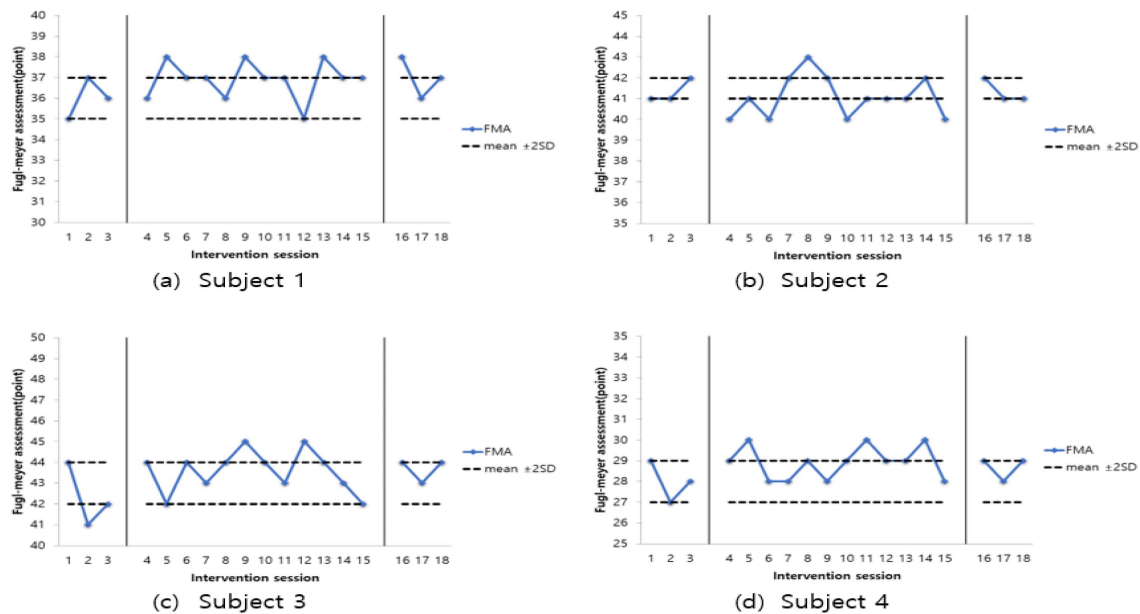 Fugl-meyer assessment(point)
40
39
38
37
36
35
34
33
32
31
30
1 2 3 4 5 6 7 8 9 10 11 12 13 14 15 16 17 18
Intervention session
FMA
mean ±2SD
(a) Subject 1
Fugl-meyer assessment(point)
45
44
43
42
41
40
39
38
37
36
35
1 2 3 4 5 6 7 8 9 10 11 12 13 14 15 16 17 18
Intervention session
FMA
mean ±2SD
(b) Subject 2
Fugl-meyer assessment(point)
50
49
48
47
46
45
44
43
42
41
40
1 2 3 4 5 6 7 8 9 10 11 12 13 14 15 16 17 18
Intervention session
FMA
mean ±2SD
(c) Subject 3
Fugl-meyer assessment(point)
35
34
33
32
31
30
29
28
27
26
25
1 2 3 4 5 6 7 8 9 10 11 12 13 14 15 16 17 18
Intervention session
FMA
mean ±2SD
(d) Subject 4